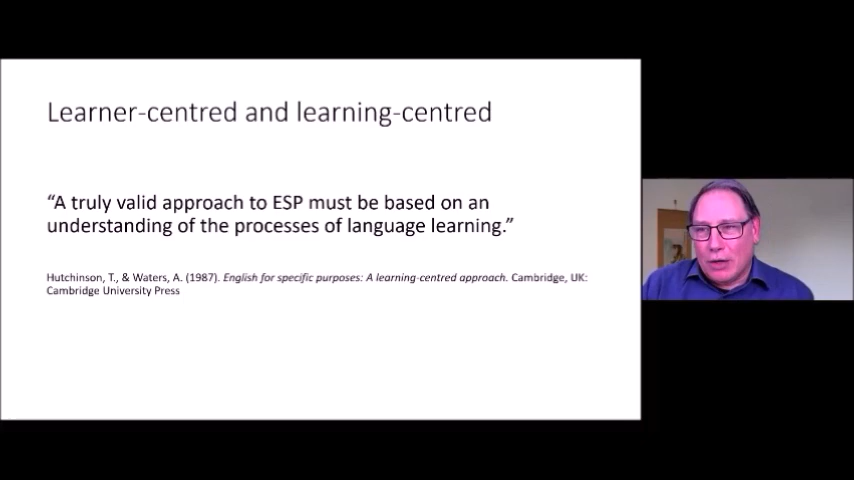 Learner-centred and learning-centred
“A truly valid approach to ESP must be based on an
understanding of the processes of language learning.”
Hutchinson, T., & Waters, A. (1987). English for specific purposes: A learning-centred approach. Cambridge, UK:
Cambridge University Press